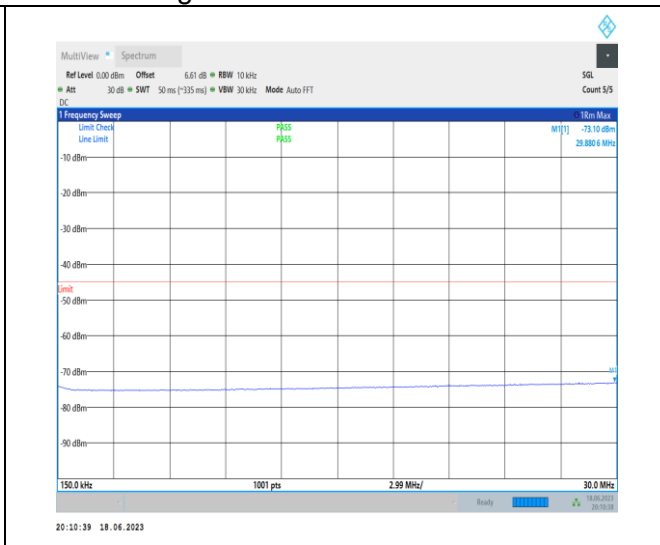 MultiView Spectrum
Ref Level 0.00 dBm Offset 6.61 dB RBW 10 kHz SGL
Att 30 dB SWT 50 ms (~335 ms) VBW 30 kHz Mode Auto FFT Count 5/5
DC
1 Frequency Sweep 1Rm Max
Limit Check PASS M1[1] -73.10 dBm
Line Limit PASS 29.880 6 MHz
-10 dBm
-20 dBm
-30 dBm
-40 dBm
Limit
-50 dBm
-60 dBm
-70 dBm
M1
-80 dBm
-90 dBm
150.0 kHz 1001 pts 2.99 MHz/ 30.0 MHz
Ready 18.06.2023
20:10:38
20:10:39 18.06.2023